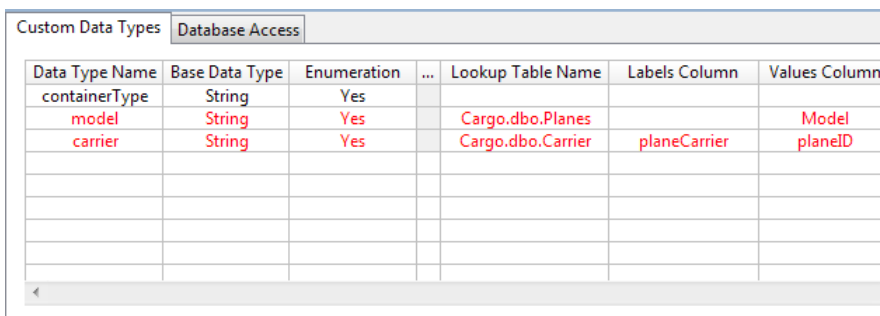 Custom Data Types Database Access
Data Type Name Base Data Type Enumeration ... Lookup Table Name Labels Column Values Column
containerType String Yes
model String Yes Cargo.dbo.Planes Model
carrier String Yes Cargo.dbo.Carrier planeCarrier planeID